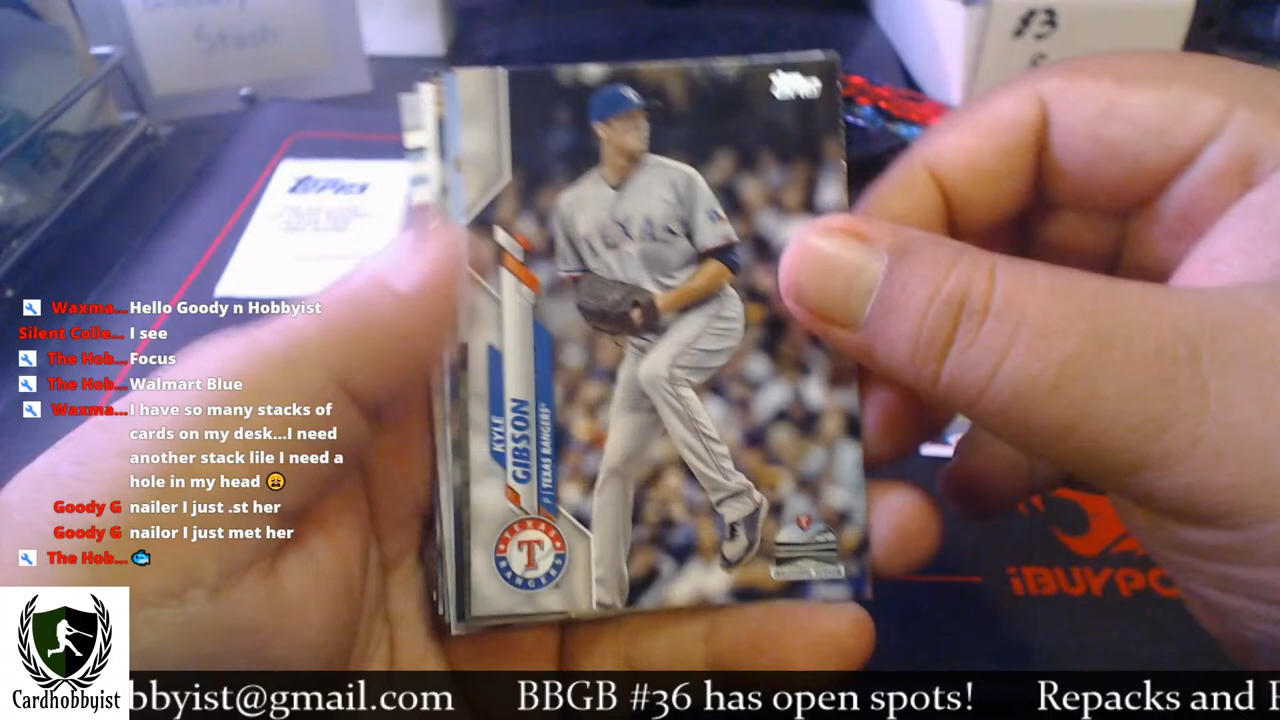 Stash
#3
Topps
Topps
TEXAS
KYLE
GIBSON
P | TEXAS RANGERS
TEXAS
T
RANGERS
iBUYPO
Waxma...Hello Goody n Hobbyist
Silent Colle... I see
The Hob... Focus
The Hob... Walmart Blue
Waxma...I have so many stacks of
cards on my desk...I need
another stack lile I need a
hole in my head 😩
Goody G nailer I just .st her
Goody G nailor I just met her
The Hob... 🐟
Cardhobbyist
bbyist@gmail.com BBGB #36 has open spots! Repacks and